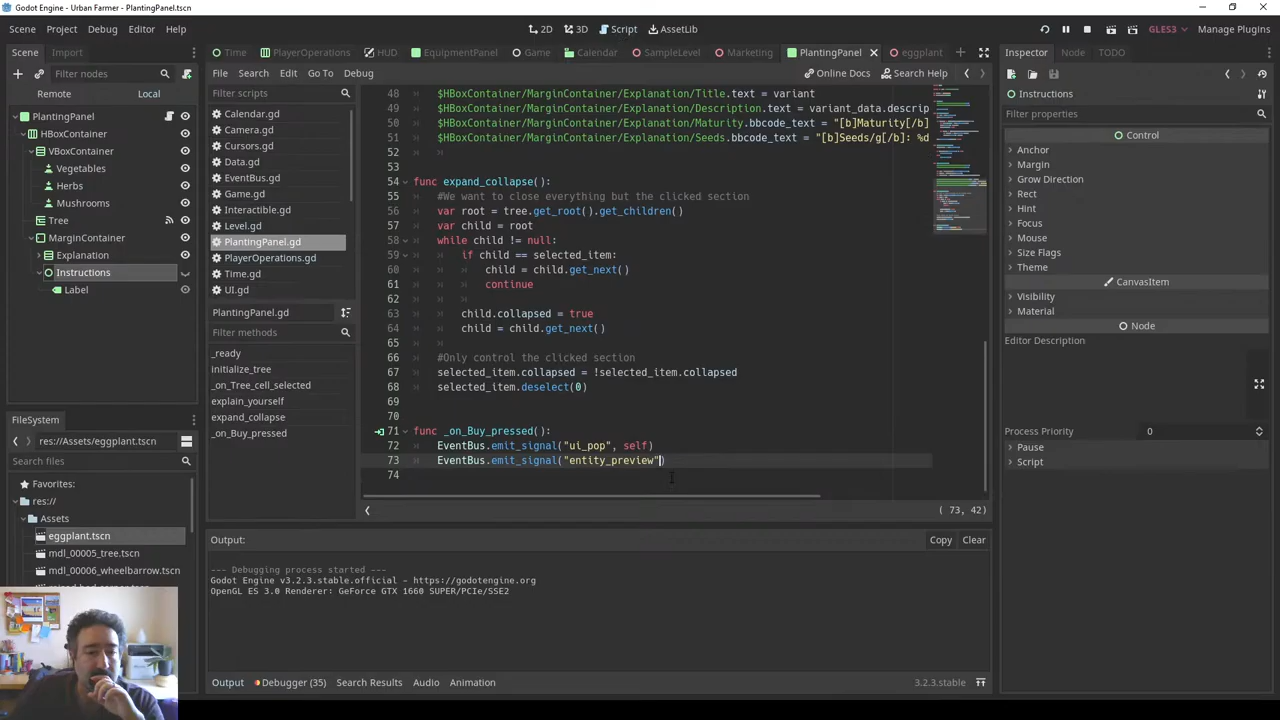 Godot Engine - Urban Farmer - PlantingPanel.tscn
Scene Project Debug Editor Help
2D 3D Script AssetLib
GLES3 Manage Plugins
Scene Import
Time PlayerOperations HUD EquipmentPanel Game Calendar SampleLevel Marketing PlantingPanel eggplant
Inspector Node TODO
Filter nodes
File Search Edit Go To Debug
Online Docs Search Help
Remote Local
Filter scripts
Instructions
Filter properties
PlantingPanel
HBoxContainer
VBoxContainer
Vegetables
Herbs
Mushrooms
Tree
MarginContainer
Explanation
Instructions
Label
Calendar.gd
Camera.gd
Cursors.gd
Data.gd
EventBus.gd
Game.gd
Interactible.gd
Level.gd
PlantingPanel.gd
PlayerOperations.gd
Time.gd
UI.gd
PlantingPanel.gd
Filter methods
_ready
initialize_tree
_on_Tree_cell_selected
explain_yourself
expand_collapse
_on_Buy_pressed
48 $HBoxContainer/MarginContainer/Explanation/Title.text = variant
49 $HBoxContainer/MarginContainer/Explanation/Description.text = variant_data.descrip
50 $HBoxContainer/MarginContainer/Explanation/Maturity.bbcode_text = "[b]Maturity[/b]
51 $HBoxContainer/MarginContainer/Explanation/Seeds.bbcode_text = "[b]Seeds/g[/b]: %d
52
53
54 func expand_collapse():
55 #We want to close everything but the clicked section
56 var root = tree.get_root().get_children()
57 var child = root
58 while child != null:
59 if child == selected_item:
60 child = child.get_next()
61 continue
62
63 child.collapsed = true
64 child = child.get_next()
65
66 #Only control the clicked section
67 selected_item.collapsed = !selected_item.collapsed
68 selected_item.deselect(0)
69
70
71 func _on_Buy_pressed():
72 EventBus.emit_signal("ui_pop", self)
73 EventBus.emit_signal("entity_preview")
74
( 73, 42)
Control
Anchor
Margin
Grow Direction
Rect
Hint
Focus
Mouse
Size Flags
Theme
CanvasItem
Visibility
Material
Node
Editor Description
Process Priority 0
Pause
Script
FileSystem
res://Assets/eggplant.tscn
Search files
Favorites:
res://
Assets
eggplant.tscn
mdl_00005_tree.tscn
mdl_00006_wheelbarrow.tscn
Output:
Copy Clear
--- Debugging process started ---
Godot Engine v3.2.3.stable.official - https://godotengine.org
OpenGL ES 3.0 Renderer: GeForce GTX 1660 SUPER/PCIe/SSE2
Output Debugger (35) Search Results Audio Animation
3.2.3.stable